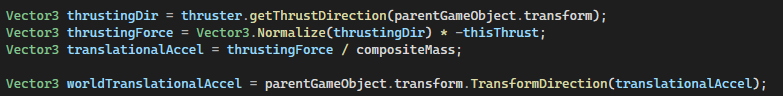 Vector3 thrustingDir = thruster.getThrustDirection(parentGameObject.transform);
Vector3 thrustingForce = Vector3.Normalize(thrustingDir) * -thisThrust;
Vector3 translationalAccel = thrustingForce / compositeMass;
Vector3 worldTranslationalAccel = parentGameObject.transform.TransformDirection(translationalAccel);